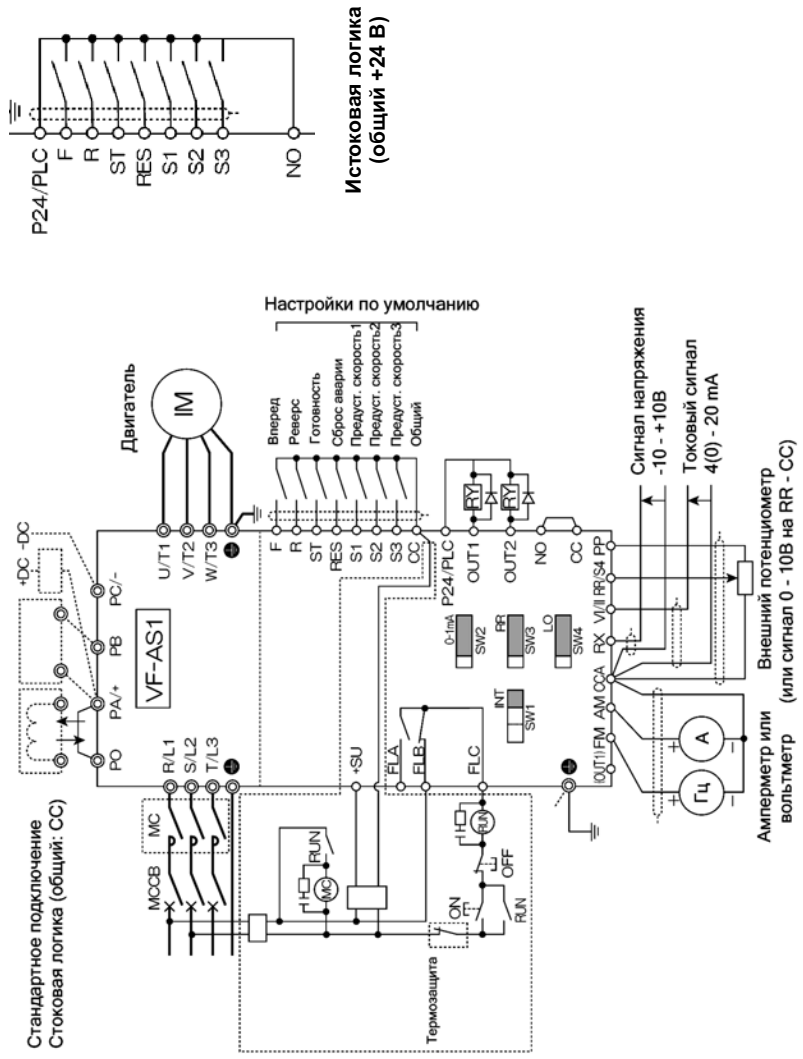 P24/PLC
F
R
ST
RES
S1
S2
S3
NO
Истоковая логика
(общий +24 В)
Стандартное подключение
Стоковая логика (общий: CC)
+DC -DC
PO
PA/+
PB
PC/-
MCCB
MC
R/L1
S/L2
T/L3
VF-AS1
U/T1
V/T2
W/T3
Двигатель
IM
Настройки по умолчанию
F
Вперед
R
Реверс
ST
Готовность
RES
Сброс аварии
S1
Предуст. скорость1
S2
Предуст. скорость2
S3
Предуст. скорость3
CC
Общий
P24/PLC
OUT1
RY
OUT2
RY
NO
CC
+SU
FLA
FLB
FLC
MC
RUN
RUN
OFF
ON
RUN
Термозащита
0-1mA
SW2
RR
SW3
LO
SW4
INT
SW1
(OUT1)
FM
AM
CCA
RX
VI/II
RR/S4
PP
+
Гц
-
+
A
-
Амперметр или
вольтметр
Сигнал напряжения
-10 - +10В
Токовый сигнал
4(0) - 20 mA
Внешний потенциометр
(или сигнал 0 - 10В на RR - CC)